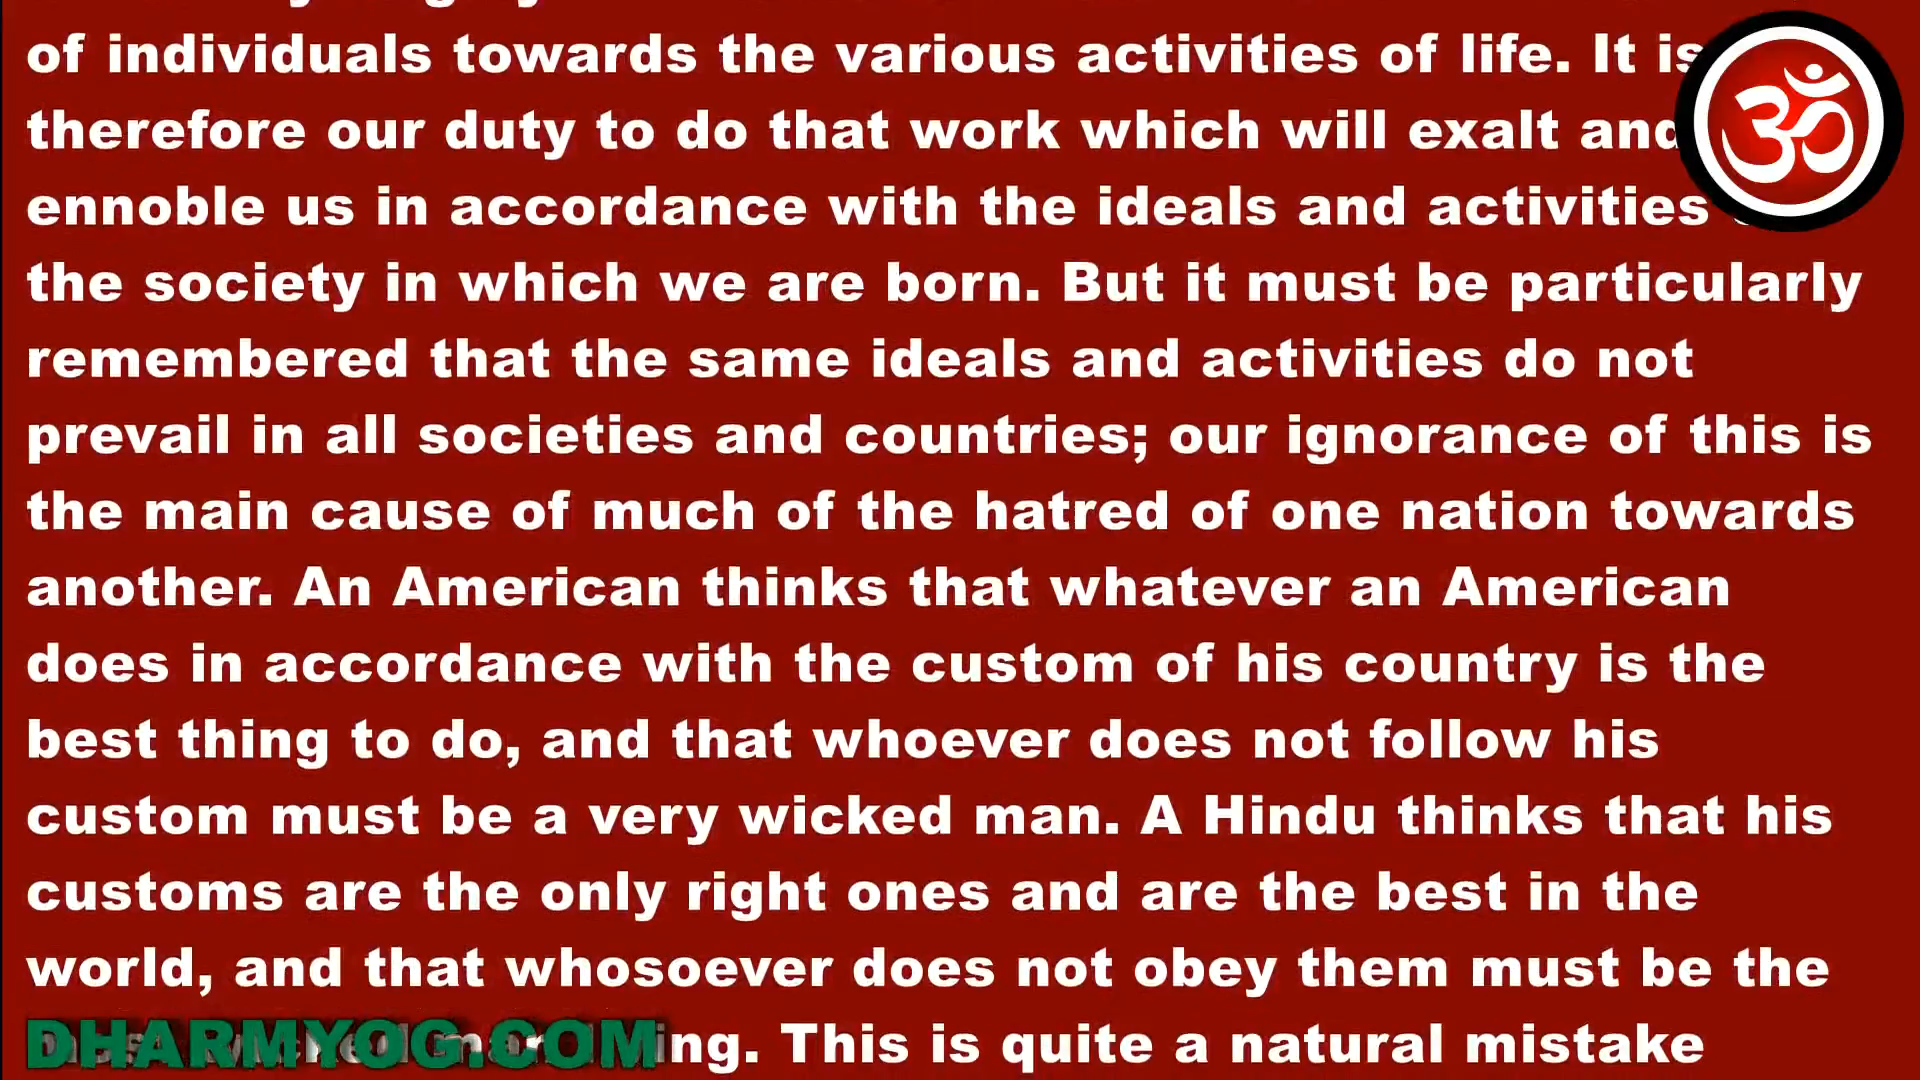 of individuals towards the various activities of life. It is
therefore our duty to do that work which will exalt and
ennoble us in accordance with the ideals and activities
the society in which we are born. But it must be particularly
remembered that the same ideals and activities do not
prevail in all societies and countries; our ignorance of this is
the main cause of much of the hatred of one nation towards
another. An American thinks that whatever an American
does in accordance with the custom of his country is the
best thing to do, and that whoever does not follow his
custom must be a very wicked man. A Hindu thinks that his
customs are the only right ones and are the best in the
world, and that whosoever does not obey them must be the
ing. This is quite a natural mistake
DHARMYOG.COM
ॐ